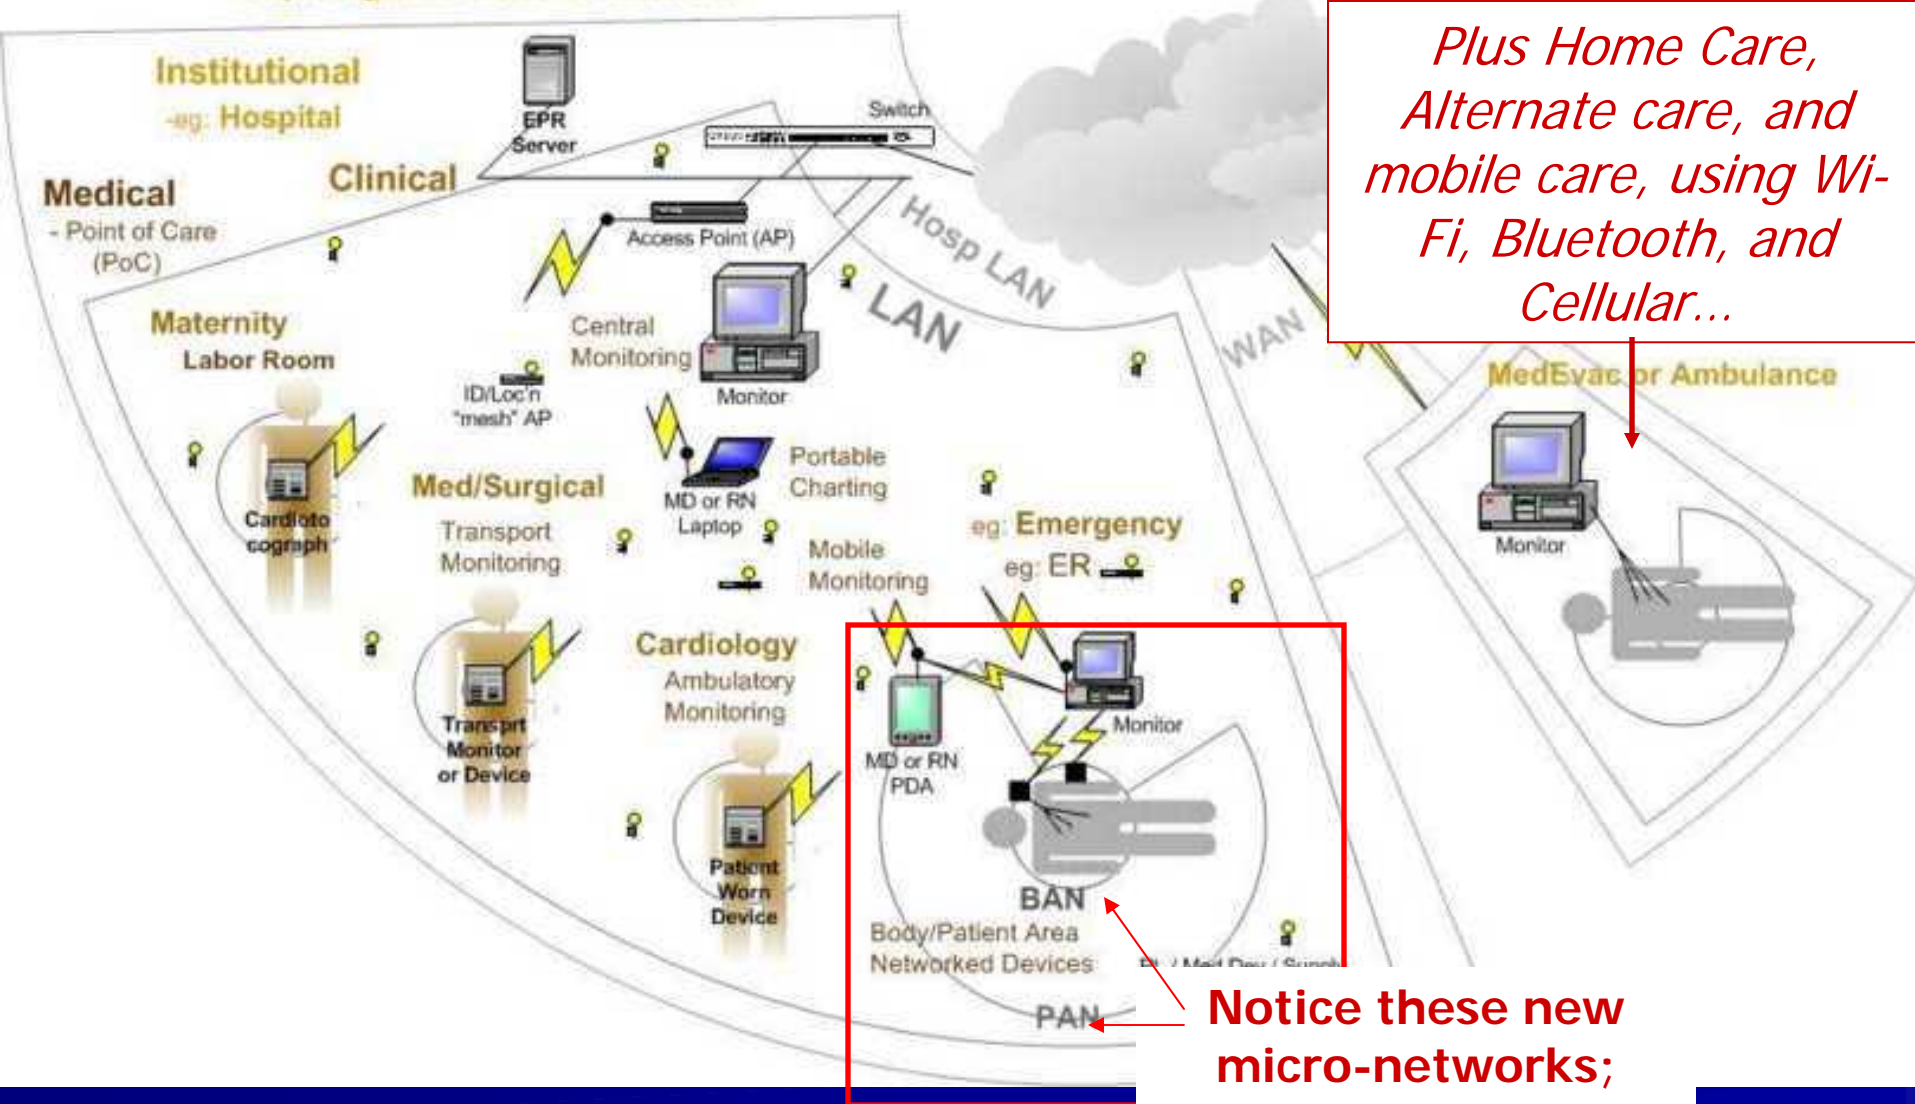 Institutional
-eg: Hospital
EPR
Server
Switch
Clinical
Medical
- Point of Care
(PoC)
Access Point (AP)
Hosp LAN
LAN
WAN
Plus Home Care,
Alternate care, and
mobile care, using Wi-
Fi, Bluetooth, and
Cellular...
Maternity
Labor Room
Central
Monitoring
Monitor
ID/Loc'n
"mesh" AP
MedEvac or Ambulance
Monitor
Cardioto
cograph
Med/Surgical
Transport
Monitoring
MD or RN
Laptop
Portable
Charting
Mobile
Monitoring
eg: Emergency
eg: ER
Transprt
Monitor
or Device
Cardiology
Ambulatory
Monitoring
Patient
Worn
Device
MD or RN
PDA
Monitor
BAN
Body/Patient Area
Networked Devices
/ Med Dev / Supply
PAN
Notice these new
micro-networks;